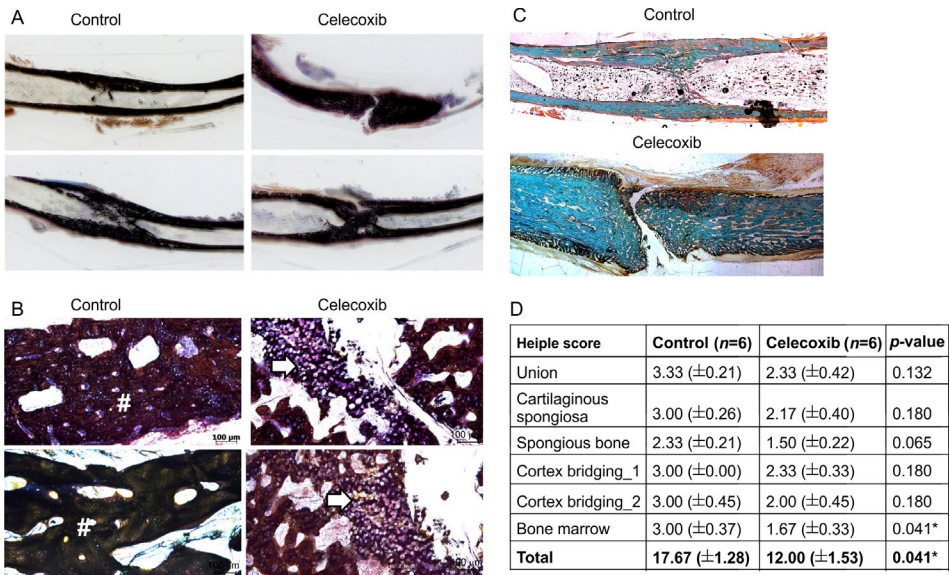 A
Control
Celecoxib
B
Control
Celecoxib
#
100 µm
#
100 µm
C
Control
Celecoxib
D
Heiple score Control (n=6) Celecoxib (n=6) p-value
Union 3.33 (±0.21) 2.33 (±0.42) 0.132
Cartilaginous
spongiosa 3.00 (±0.26) 2.17 (±0.40) 0.180
Spongious bone 2.33 (±0.21) 1.50 (±0.22) 0.065
Cortex bridging_1 3.00 (±0.00) 2.33 (±0.33) 0.180
Cortex bridging_2 3.00 (±0.45) 2.00 (±0.45) 0.180
Bone marrow 3.00 (±0.37) 1.67 (±0.33) 0.041*
Total 17.67 (±1.28) 12.00 (±1.53) 0.041*